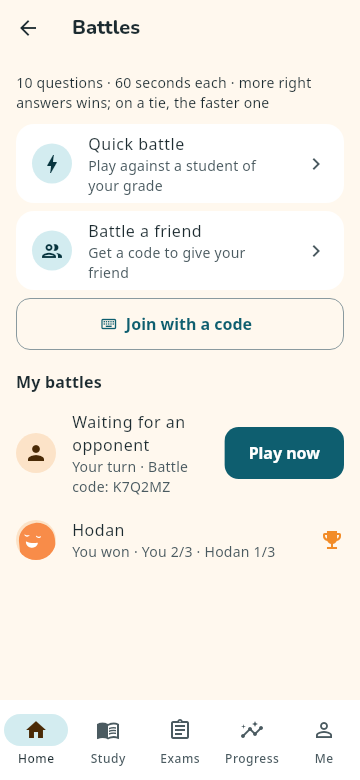 Battles
10 questions · 60 seconds each · more right
answers wins; on a tie, the faster one
Quick battle
Play against a student of
your grade
Battle a friend
Get a code to give your
friend
Join with a code
My battles
Waiting for an
opponent
Your turn · Battle
code: K7Q2MZ
Play now
Hodan
You won · You 2/3 · Hodan 1/3
Home
Study
Exams
Progress
Me